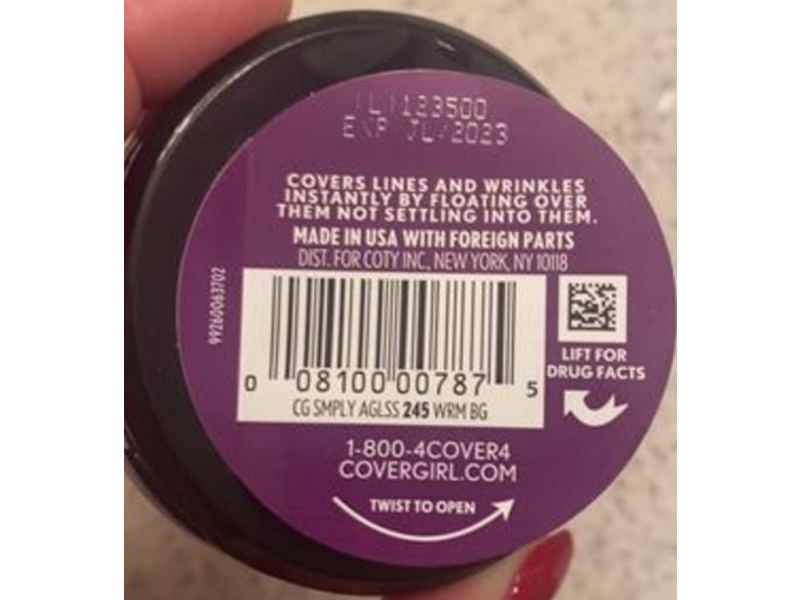 123500
EXP JL/2023
COVERS LINES AND WRINKLES
INSTANTLY BY FLOATING OVER
THEM NOT SETTLING INTO THEM.
MADE IN USA WITH FOREIGN PARTS
DIST. FOR COTY INC., NEW YORK, NY 10118
99260063702
0 08100 00787 5
CG SMPLY AGLSS 245 WRM BG
LIFT FOR
DRUG FACTS
1-800-4COVER4
COVERGIRL.COM
TWIST TO OPEN